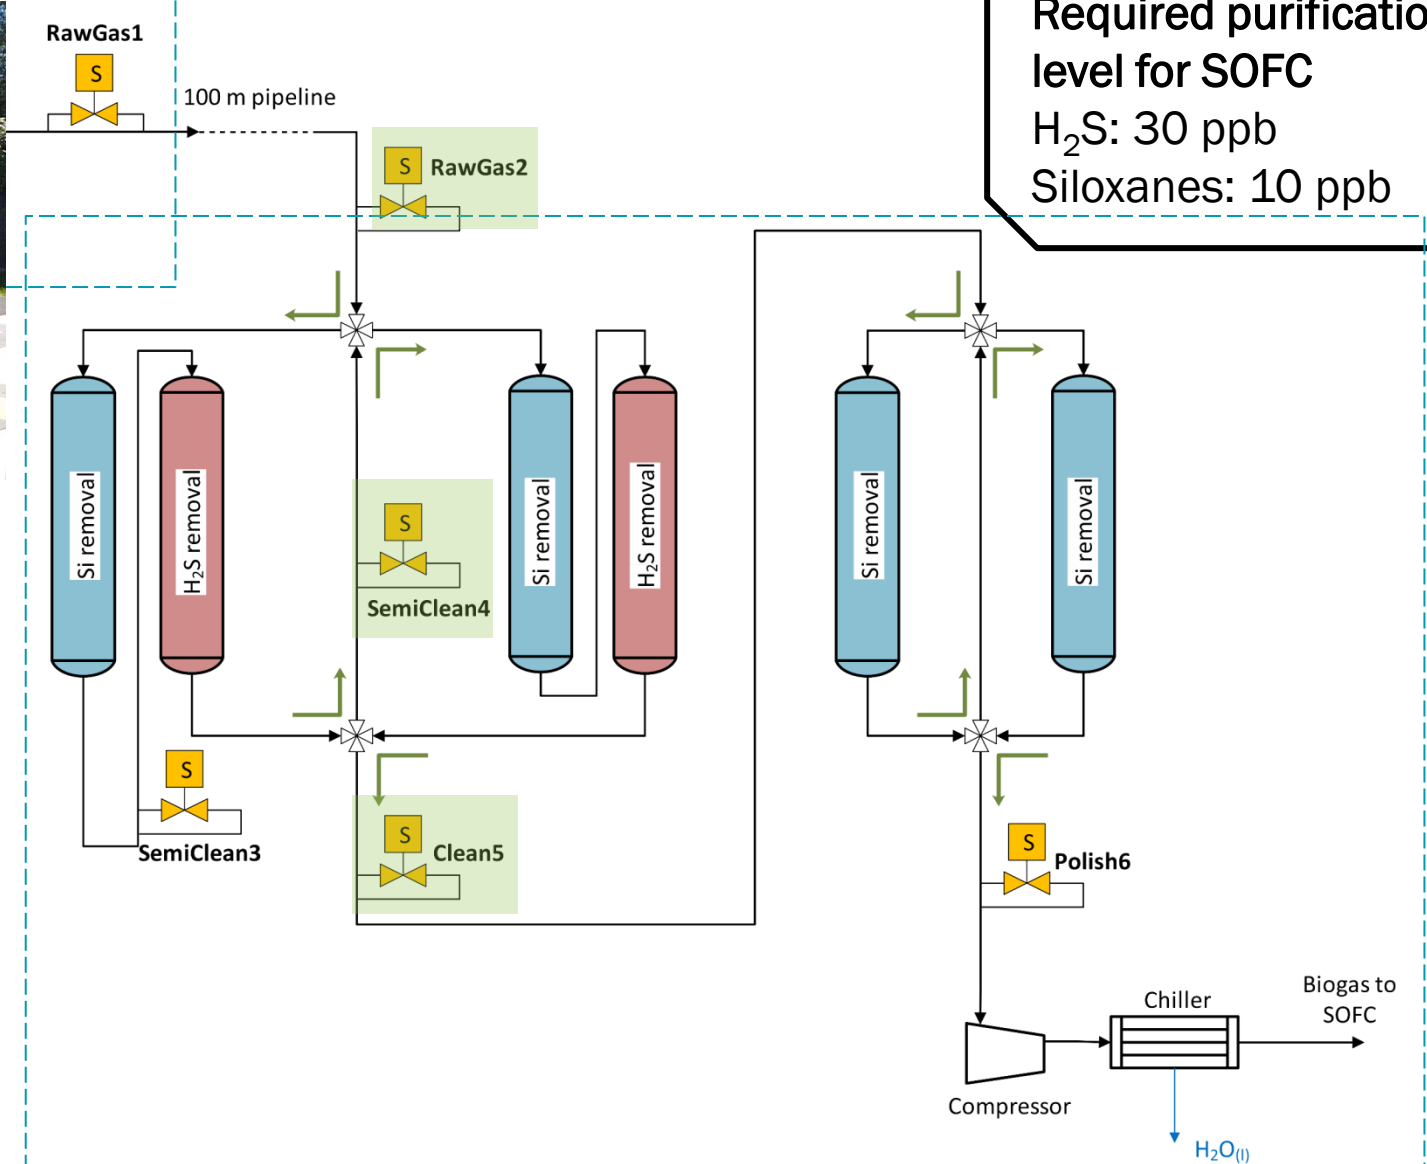 RawGas1
S
100 m pipeline
S
RawGas2
Required purificatio
level for SOFC
H₂S: 30 ppb
Siloxanes: 10 ppb
Si removal
H₂S removal
S
SemiClean4
Si removal
H₂S removal
Si removal
Si removal
S
SemiClean3
S
Clean5
S
Polish6
Compressor
Chiller
Biogas to
SOFC
H₂O(l)